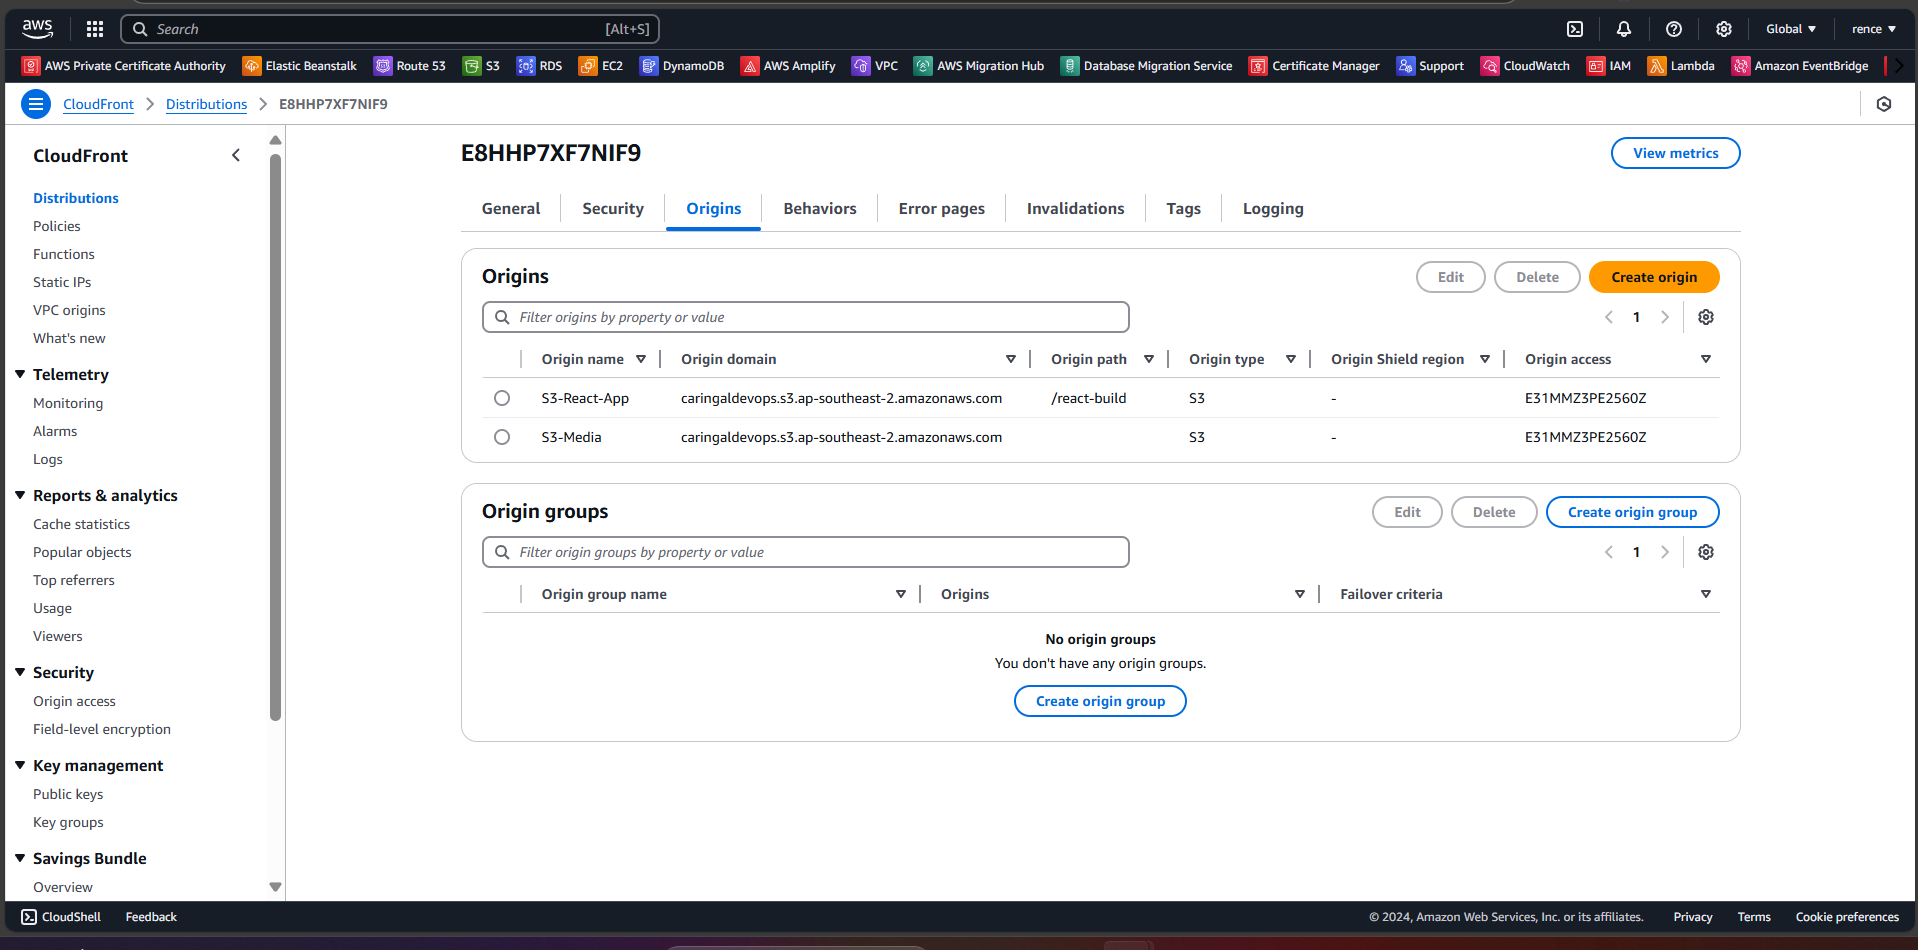 aws Search [Alt+S] Global rence
AWS Private Certificate Authority Elastic Beanstalk Route 53 S3 RDS EC2 DynamoDB AWS Amplify VPC AWS Migration Hub Database Migration Service Certificate Manager Support CloudWatch IAM Lambda Amazon EventBridge
CloudFront Distributions E8HHP7XF7NIF9
CloudFront
Distributions
Policies
Functions
Static IPs
VPC origins
What's new
Telemetry
Monitoring
Alarms
Logs
Reports & analytics
Cache statistics
Popular objects
Top referrers
Usage
Viewers
Security
Origin access
Field-level encryption
Key management
Public keys
Key groups
Savings Bundle
Overview
E8HHP7XF7NIF9 View metrics
General Security Origins Behaviors Error pages Invalidations Tags Logging
Origins Edit Delete Create origin
Filter origins by property or value 1
Origin name Origin domain Origin path Origin type Origin Shield region Origin access
S3-React-App caringaldevops.s3.ap-southeast-2.amazonaws.com /react-build S3 - E31MMZ3PE2560Z
S3-Media caringaldevops.s3.ap-southeast-2.amazonaws.com S3 - E31MMZ3PE2560Z
Origin groups Edit Delete Create origin group
Filter origin groups by property or value 1
Origin group name Origins Failover criteria
No origin groups
You don't have any origin groups.
Create origin group
CloudShell Feedback © 2024, Amazon Web Services, Inc. or its affiliates. Privacy Terms Cookie preferences